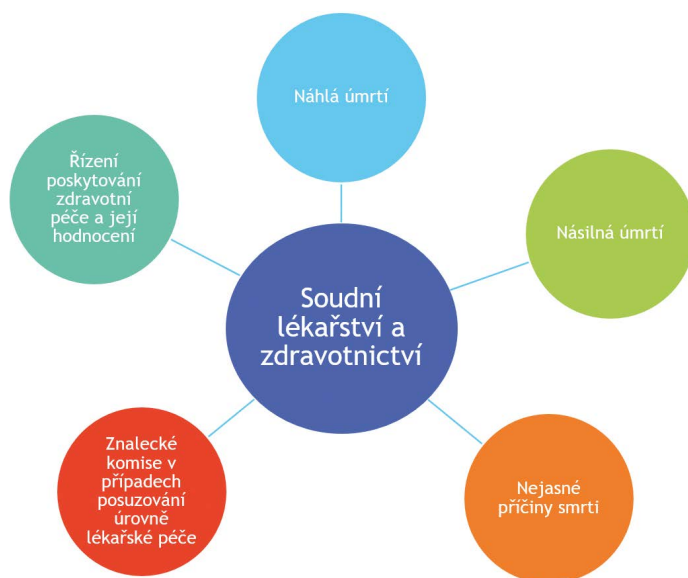 Náhlá úmrtí
Řízení
poskytování
zdravotní
péče a její
hodnocení
Násilná úmrtí
Soudní
lékařství a
zdravotnictví
Znalecké
komise v
případech
posuzování
úrovně
lékařské péče
Nejasné
příčiny smrti